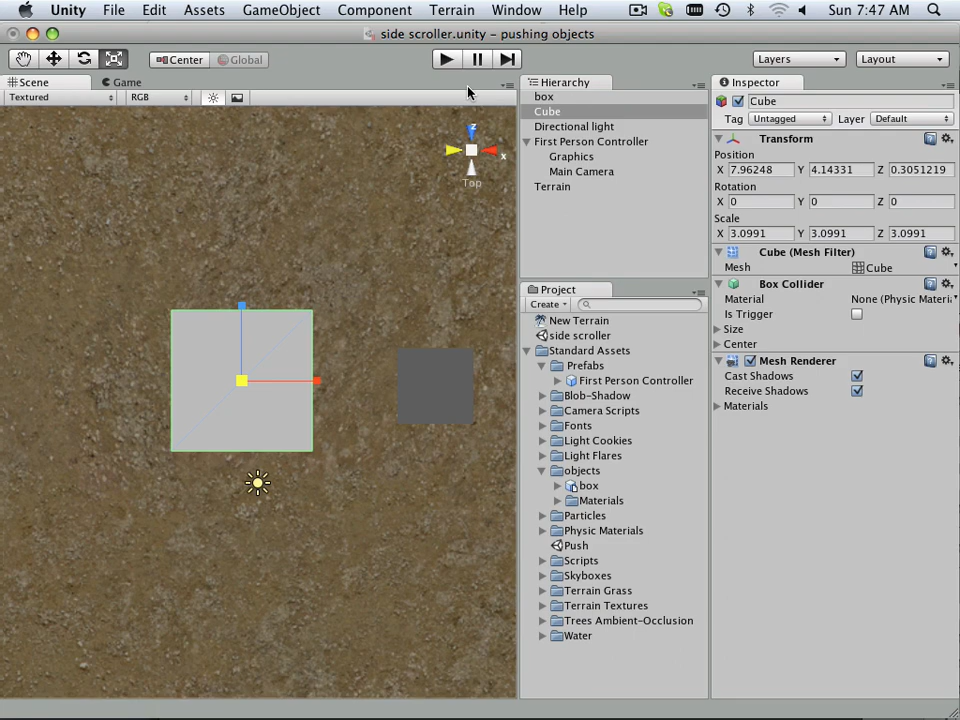 Unity File Edit Assets GameObject Component Terrain Window Help Sun 7:47 AM
side scroller.unity – pushing objects
Center Global Layers Layout
Scene Game
Textured RGB
z
x
Top
Hierarchy
box
Cube
Directional light
First Person Controller
Graphics
Main Camera
Terrain
Project
Create
New Terrain
side scroller
Standard Assets
Prefabs
First Person Controller
Blob-Shadow
Camera Scripts
Fonts
Light Cookies
Light Flares
objects
box
Materials
Particles
Physic Materials
Push
Scripts
Skyboxes
Terrain Grass
Terrain Textures
Trees Ambient-Occlusion
Water
Inspector
Cube
Tag Untagged Layer Default
Transform
Position
X 7.96248 Y 4.14331 Z 0.3051219
Rotation
X 0 Y 0 Z 0
Scale
X 3.0991 Y 3.0991 Z 3.0991
Cube (Mesh Filter)
Mesh Cube
Box Collider
Material None (Physic Materi
Is Trigger
Size
Center
Mesh Renderer
Cast Shadows
Receive Shadows
Materials